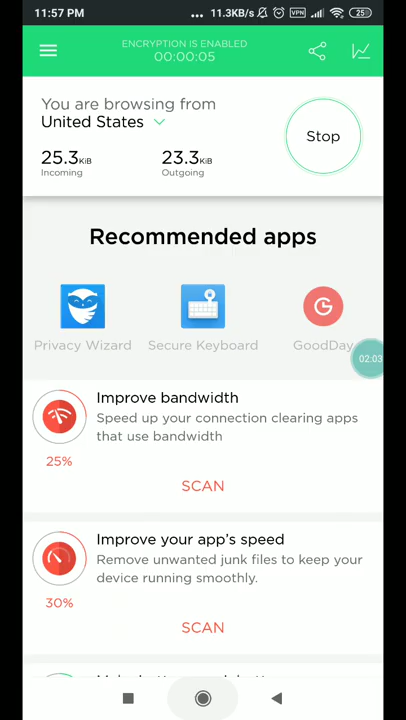 11:57 PM ... 11.3KB/s VPN 25
ENCRYPTION IS ENABLED
00:00:05
You are browsing from
United States
Stop
25.3KiB 23.3KiB
Incoming Outgoing
Recommended apps
Privacy Wizard Secure Keyboard GoodDay
02:03
Improve bandwidth
Speed up your connection clearing apps
that use bandwidth
25%
SCAN
Improve your app's speed
Remove unwanted junk files to keep your
device running smoothly.
30%
SCAN